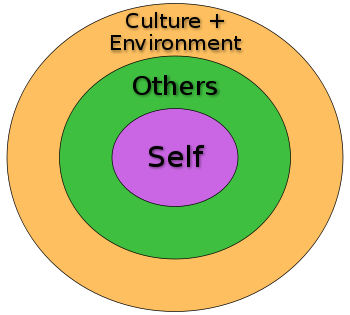 Culture +
Environment
Others
Self